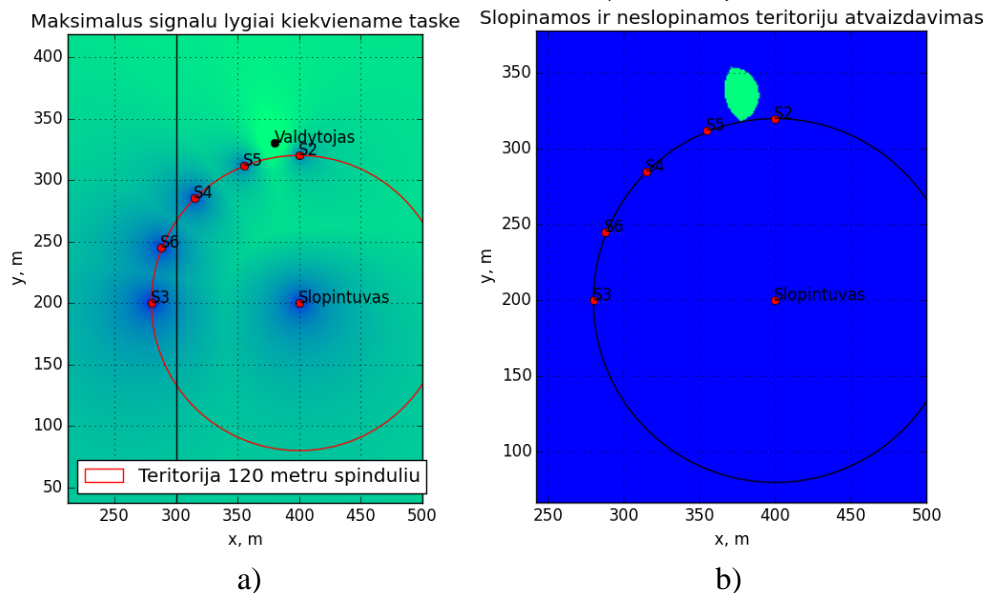 Maksimalus signalu lygiai kiekviename taske
400
350
300
250
200
150
100
50
y, m
Valdytojas
S2
S5
S4
S6
S3
Slopintuvas
Teritorija 120 metru spinduliu
250
300
350
400
450
500
x, m
a)
Slopinamos ir neslopinamos teritoriju atvaizdavimas
350
300
250
200
150
100
y, m
S2
S5
S4
S6
S3
Slopintuvas
250
300
350
400
450
500
x, m
b)